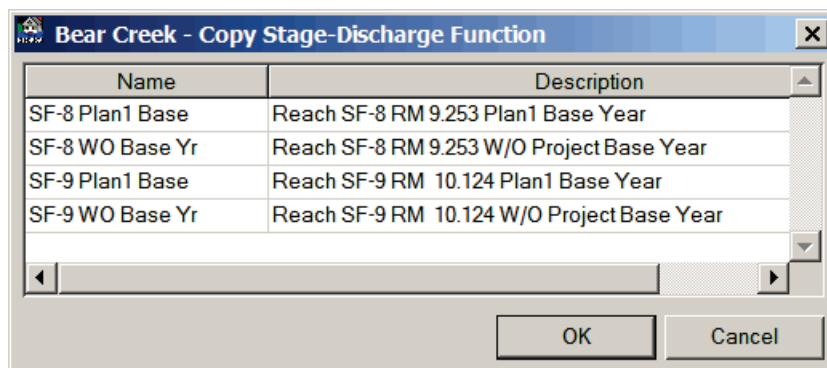 Bear Creek - Copy Stage-Discharge Function
Name Description
SF-8 Plan1 Base Reach SF-8 RM 9.253 Plan1 Base Year
SF-8 WO Base Yr Reach SF-8 RM 9.253 W/O Project Base Year
SF-9 Plan1 Base Reach SF-9 RM  10.124 Plan1 Base Year
SF-9 WO Base Yr Reach SF-9 RM  10.124 W/O Project Base Year
OK Cancel